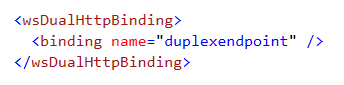 <wsDualHttpBinding>
  <binding name="duplexendpoint" />
</wsDualHttpBinding>